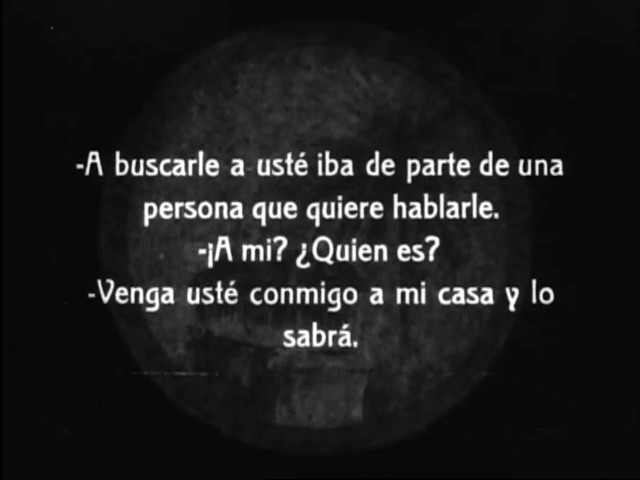 -A buscarle a usté iba de parte de una
persona que quiere hablarle.
-¡A mi? ¿Quien es?
-Venga usté conmigo a mi casa y lo
sabrá.